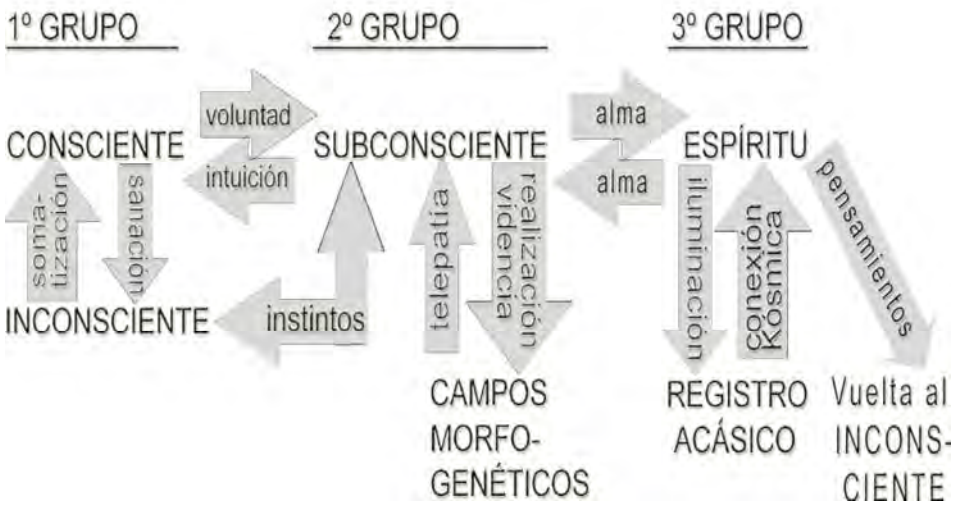 1º GRUPO
2º GRUPO
3º GRUPO
voluntad
alma
CONSCIENTE
SUBCONSCIENTE
ESPÍRITU
intuición
alma
soma-
tización
sanación
telepatía
realización
videncia
iluminación
conexión
Kósmica
pensamientos
INCONSCIENTE
instintos
CAMPOS
MORFO-
GENÉTICOS
REGISTRO
ACÁSICO
Vuelta al
INCONS-
CIENTE